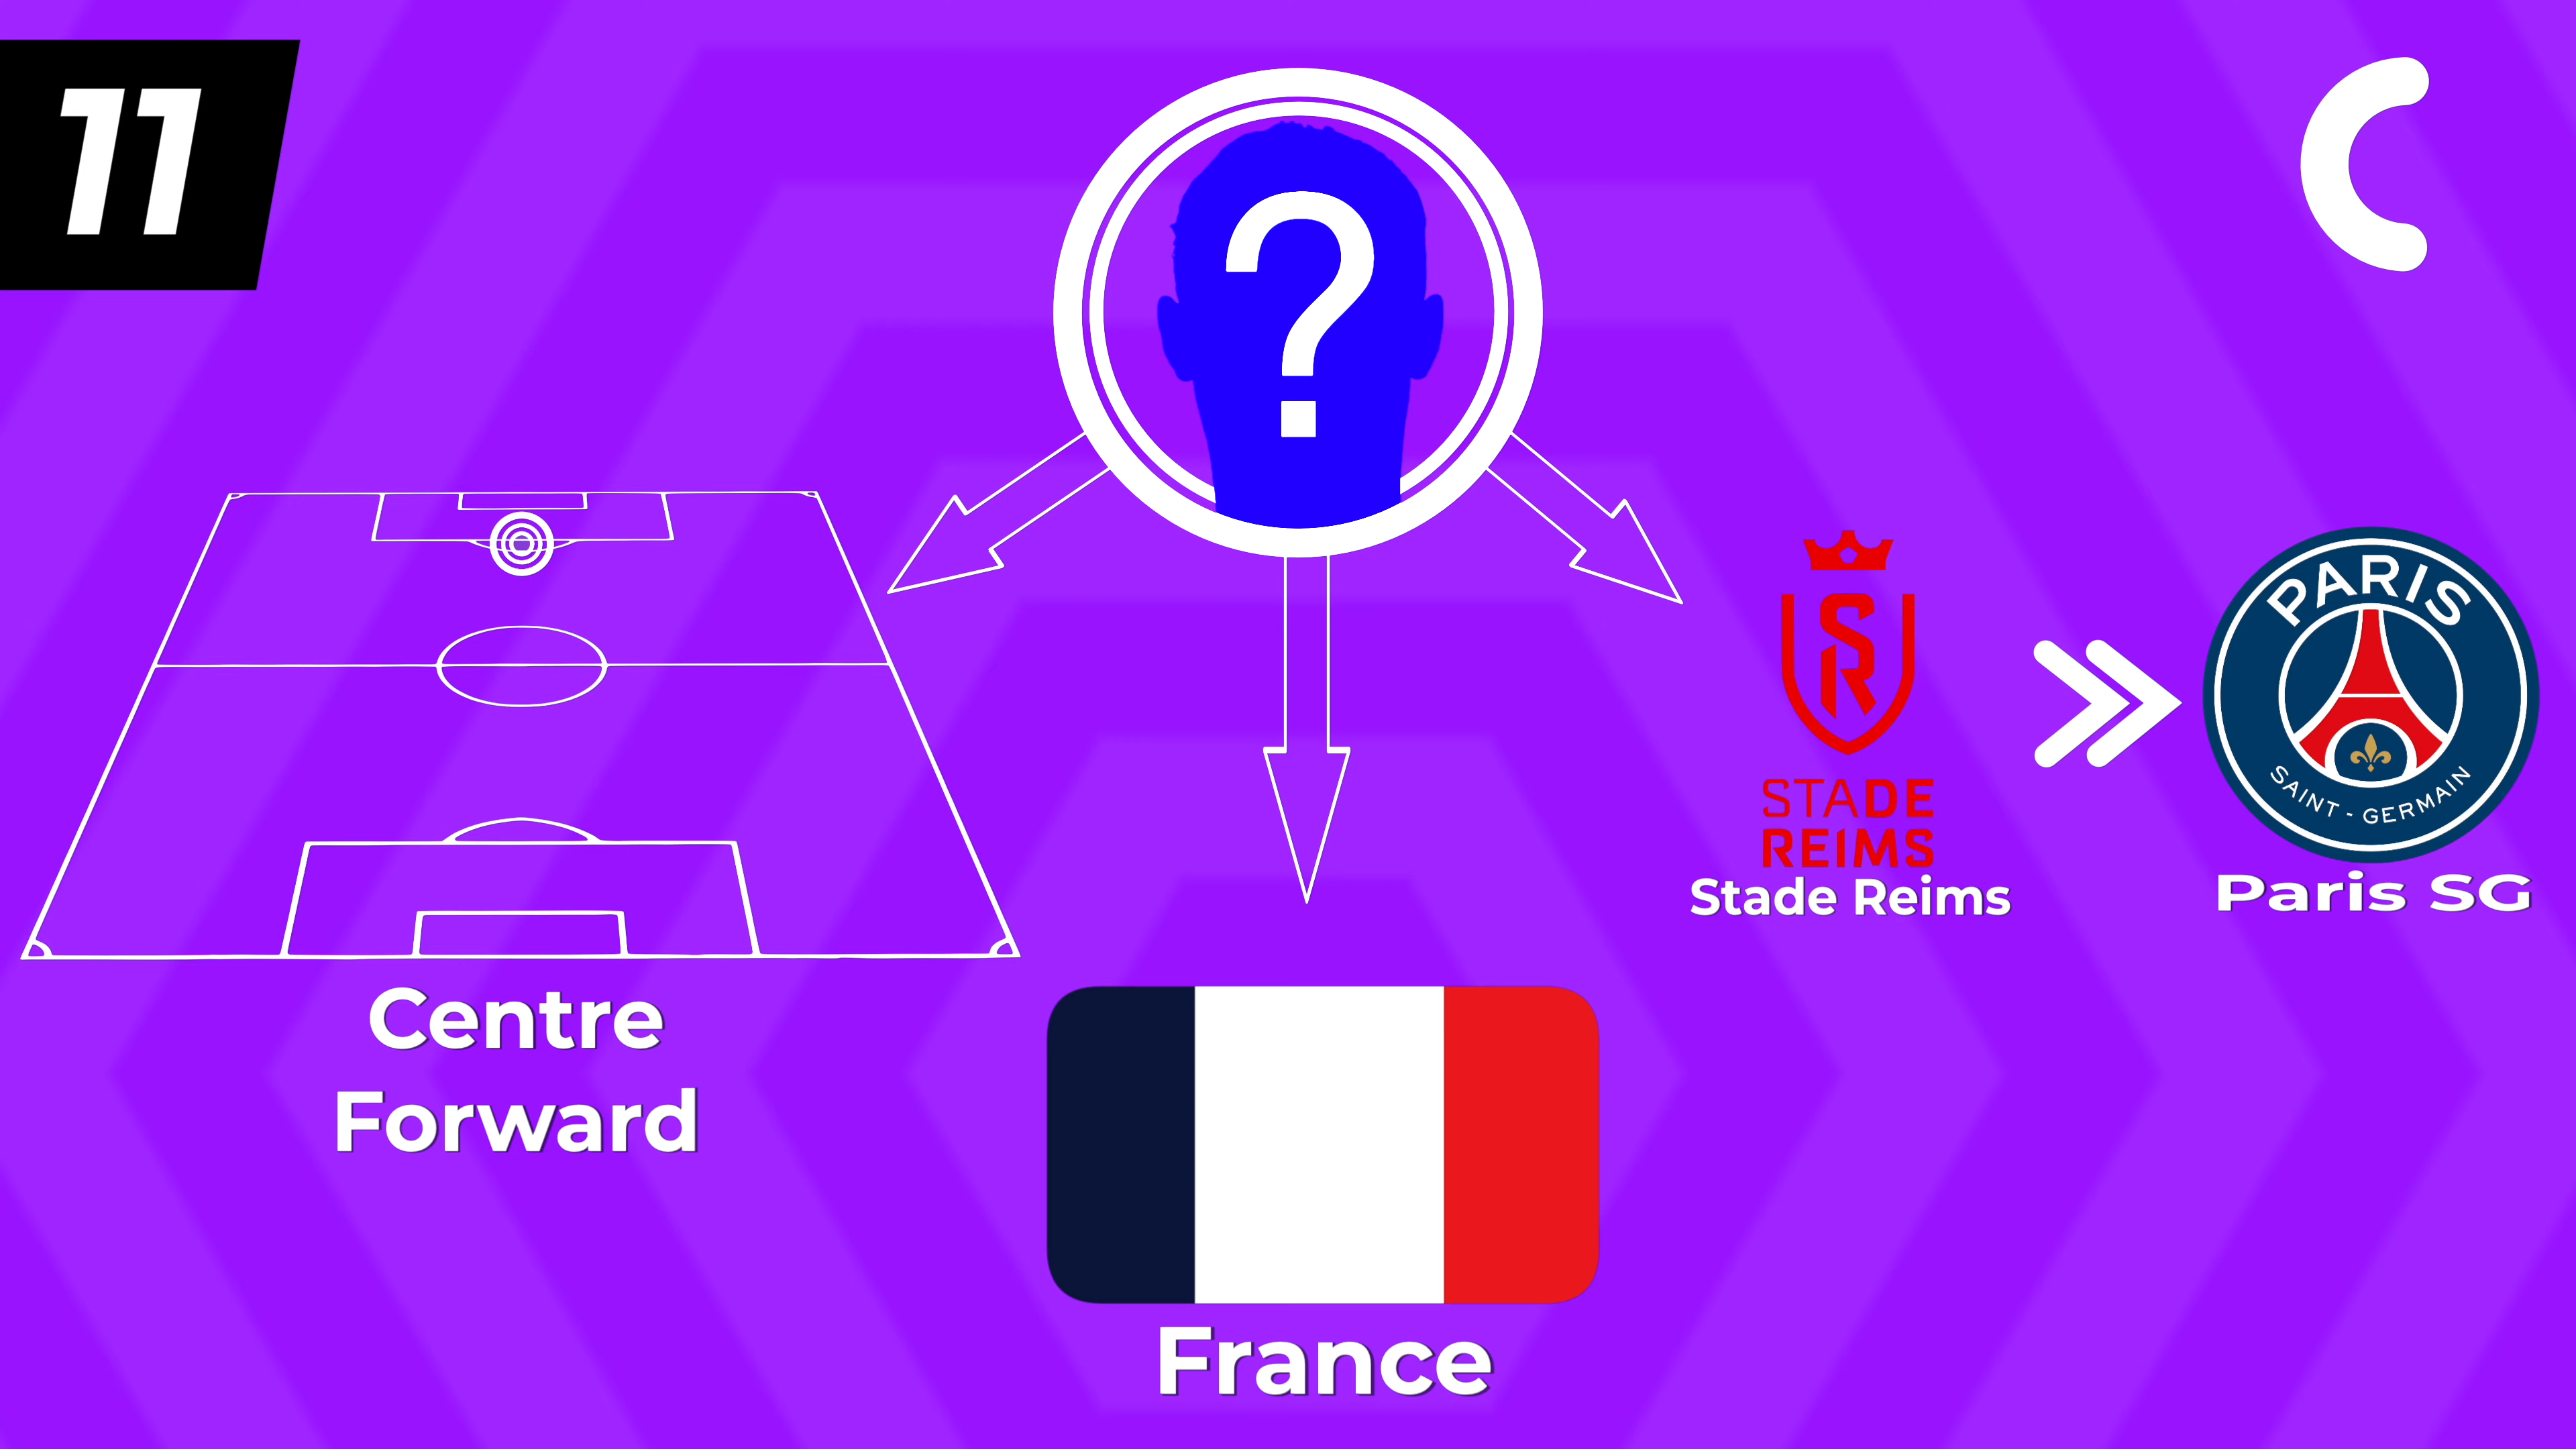 11
?
PARIS
SAINT-GERMAIN
STADE
REIMS
Stade Reims
Paris SG
Centre
Forward
France